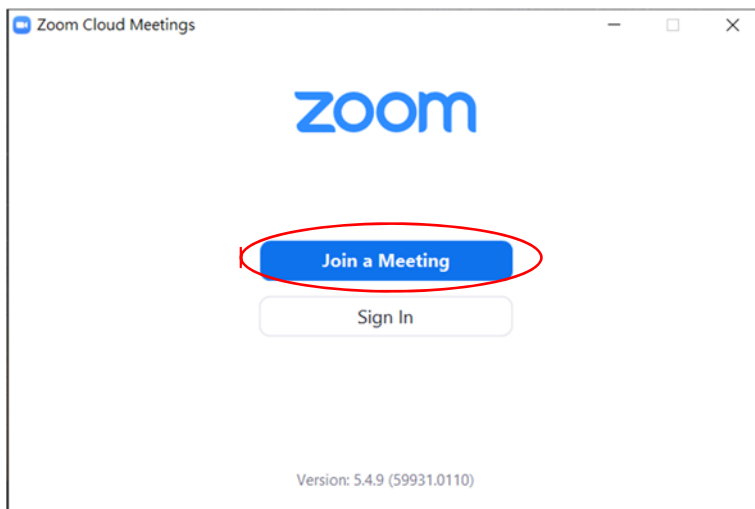 Zoom Cloud Meetings
zoom
Join a Meeting
Sign In
Version: 5.4.9 (59931.0110)